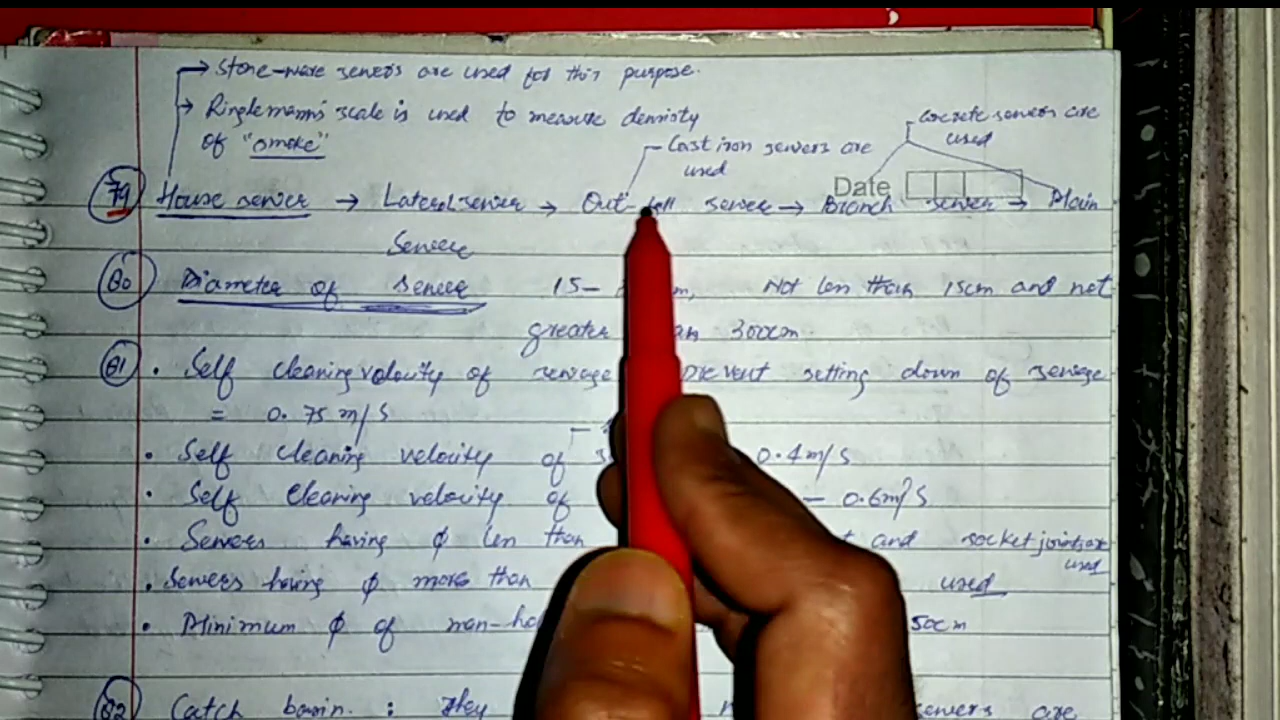 → Stone-ware sewers are used for this purpose.
→ Ringlemann's scale is used to measure density
of "smoke"
Cast iron sewers are
used
concrete sewers are
used
Date
79 House sewer → Lateral sewer → Out-fall sewer → Branch sewer → Main
Sewer
80 Diameter of sewer 15- m, Not less than 15cm and not
greater 300cm.
81 • Self cleaning velocity of sewage prevent setting down of sewage
= 0.75 m/s
• Self cleaning velocity of 0.4m/s
• Self cleaning velocity of - 0.6m/s
• Sewers having φ less than and socket joints are
used
• Sewers having φ more than used
• Minimum φ of 50cm
82 Catch basin : They sewers are